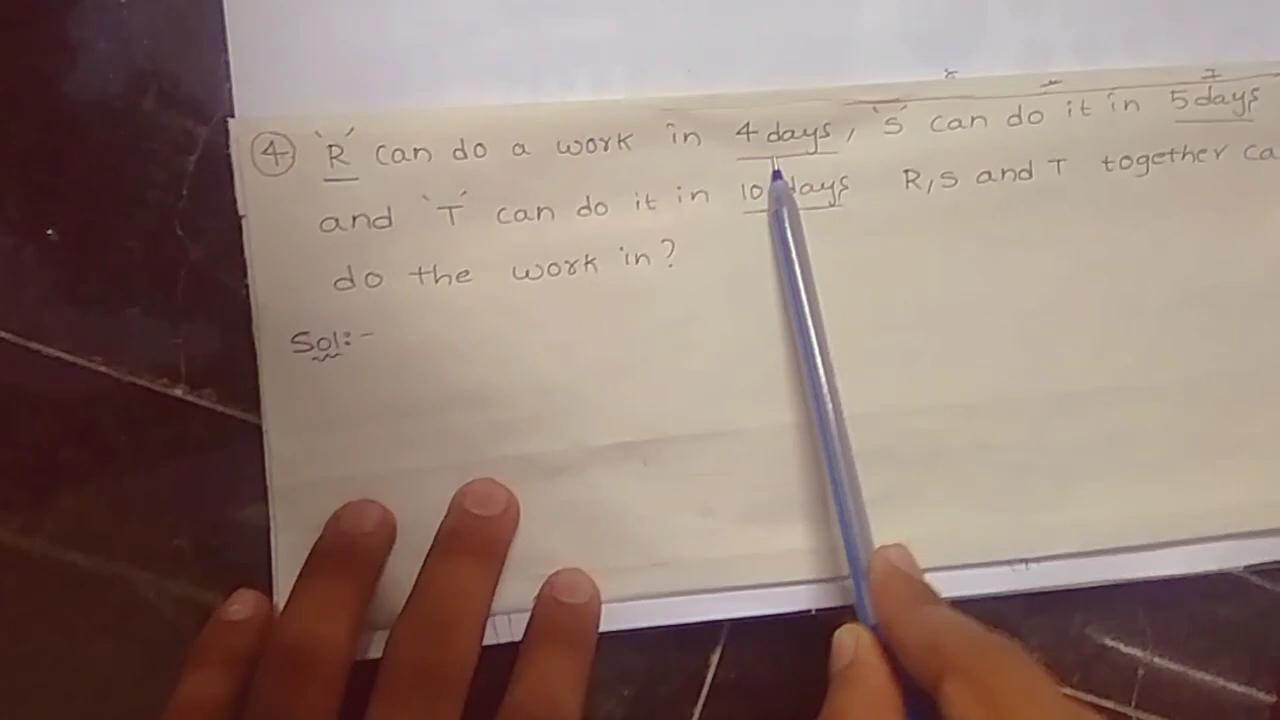 ④ 'R' can do a work in 4 days, 'S' can do it in 5 days
and 'T' can do it in 10 days R, S and T together ca
do the work in?
Sol:-